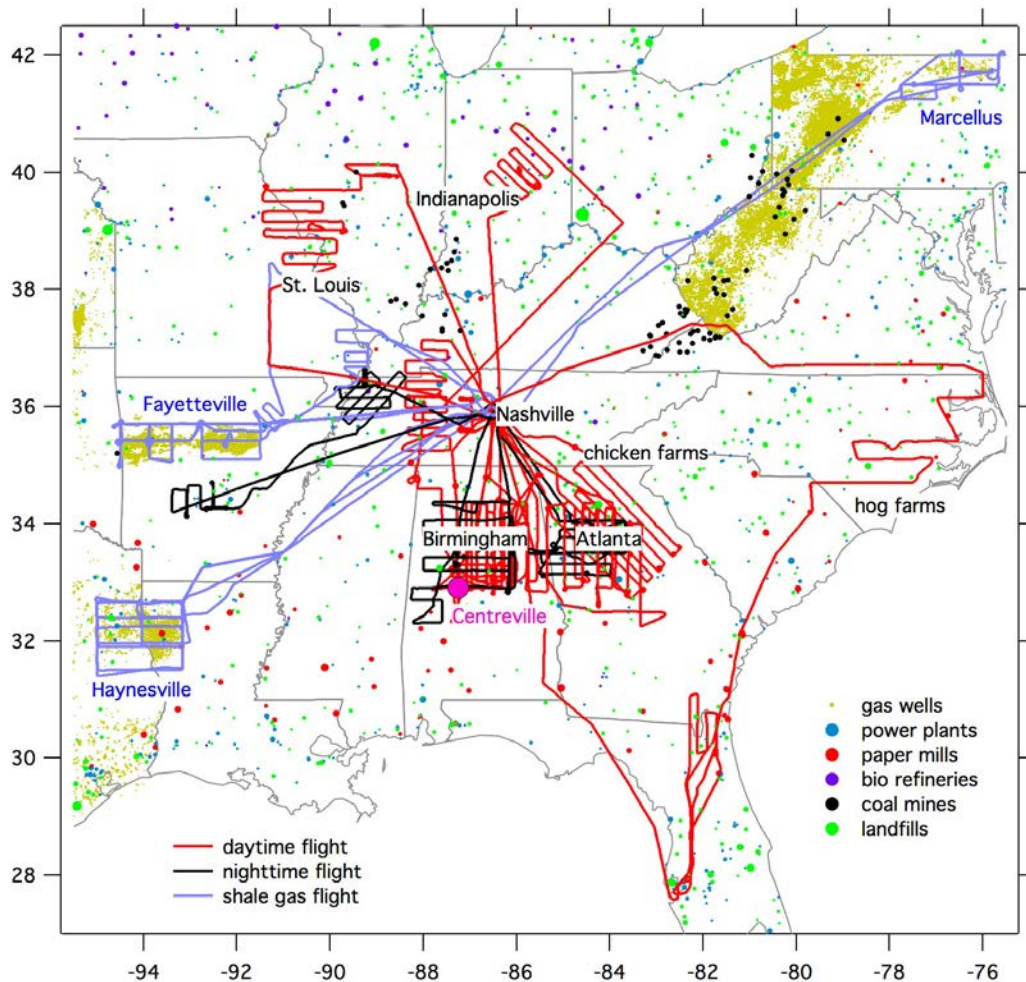 42
40
38
36
34
32
30
28
Marcellus
Indianapolis
St. Louis
Fayetteville
Nashville
chicken farms
hog farms
Birmingham
Atlanta
Centreville
Haynesville
gas wells
power plants
paper mills
bio refineries
coal mines
landfills
daytime flight
nighttime flight
shale gas flight
-94 -92 -90 -88 -86 -84 -82 -80 -78 -76